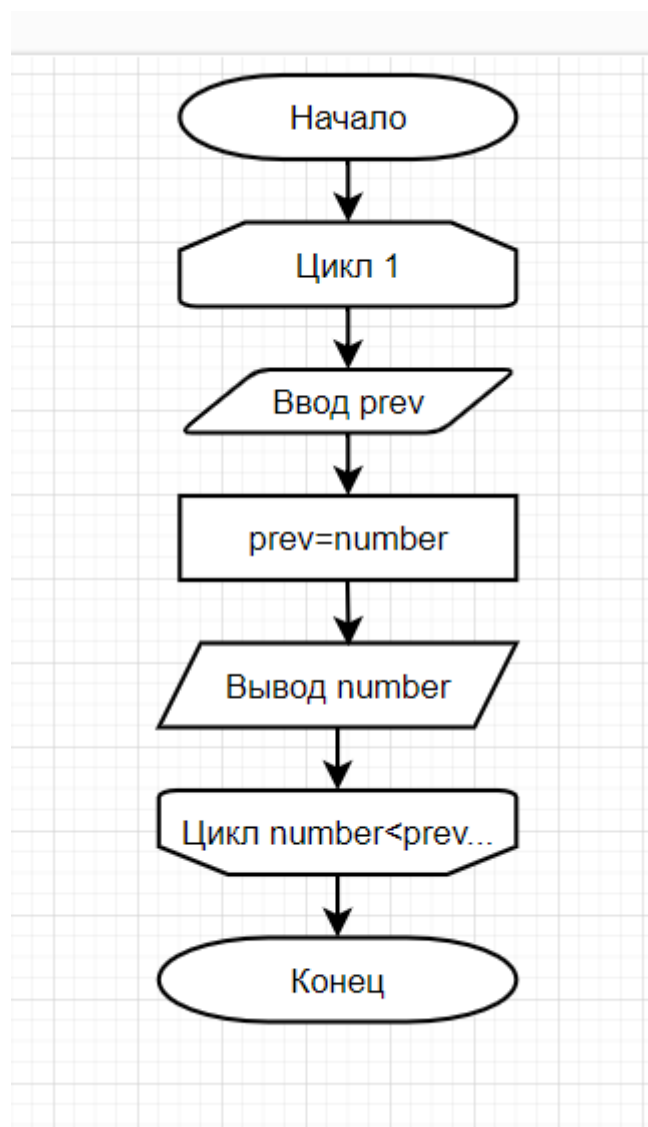 Начало
Цикл 1
Ввод prev
prev=number
Вывод number
Цикл number<prev...
Конец